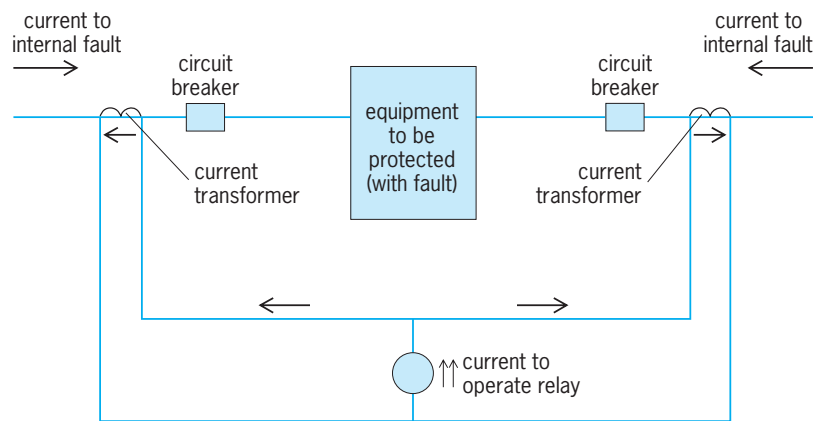 current to
internal fault
current to
internal fault
circuit
breaker
circuit
breaker
equipment
to be
protected
(with fault)
current
transformer
current
transformer
current to
operate relay